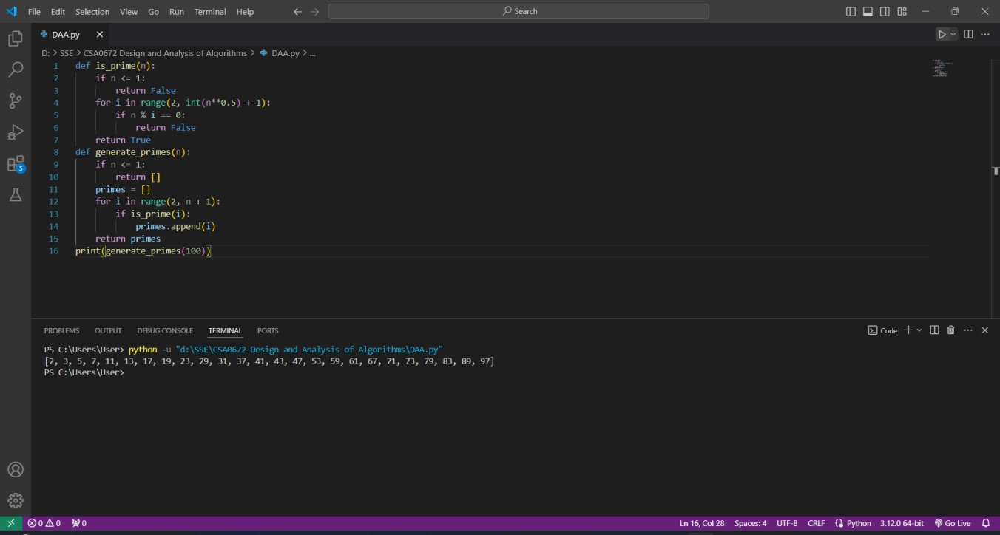 File Edit Selection View Go Run Terminal Help Search
DAA.py
D: > SSE > CSA0672 Design and Analysis of Algorithms > DAA.py > ...
1 def is_prime(n):
2     if n <= 1:
3         return False
4     for i in range(2, int(n**0.5) + 1):
5         if n % i == 0:
6             return False
7     return True
8 def generate_primes(n):
9     if n <= 1:
10         return []
11     primes = []
12     for i in range(2, n + 1):
13         if is_prime(i):
14             primes.append(i)
15     return primes
16 print(generate_primes(100))
PROBLEMS OUTPUT DEBUG CONSOLE TERMINAL PORTS Code
PS C:\Users\User> python -u "d:\SSE\CSA0672 Design and Analysis of Algorithms\DAA.py"
[2, 3, 5, 7, 11, 13, 17, 19, 23, 29, 31, 37, 41, 43, 47, 53, 59, 61, 67, 71, 73, 79, 83, 89, 97]
PS C:\Users\User>
5
0 0 0 Ln 16, Col 28 Spaces: 4 UTF-8 CRLF Python 3.12.0 64-bit Go Live